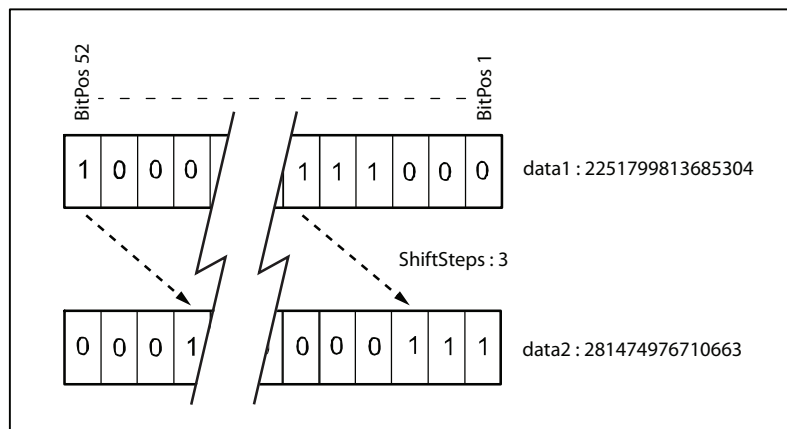 BitPos 52
BitPos 1
1 0 0 0 1 1 1 0 0 0
data1 : 2251799813685304
ShiftSteps : 3
0 0 0 1 0 0 0 0 1 1 1
data2 : 281474976710663